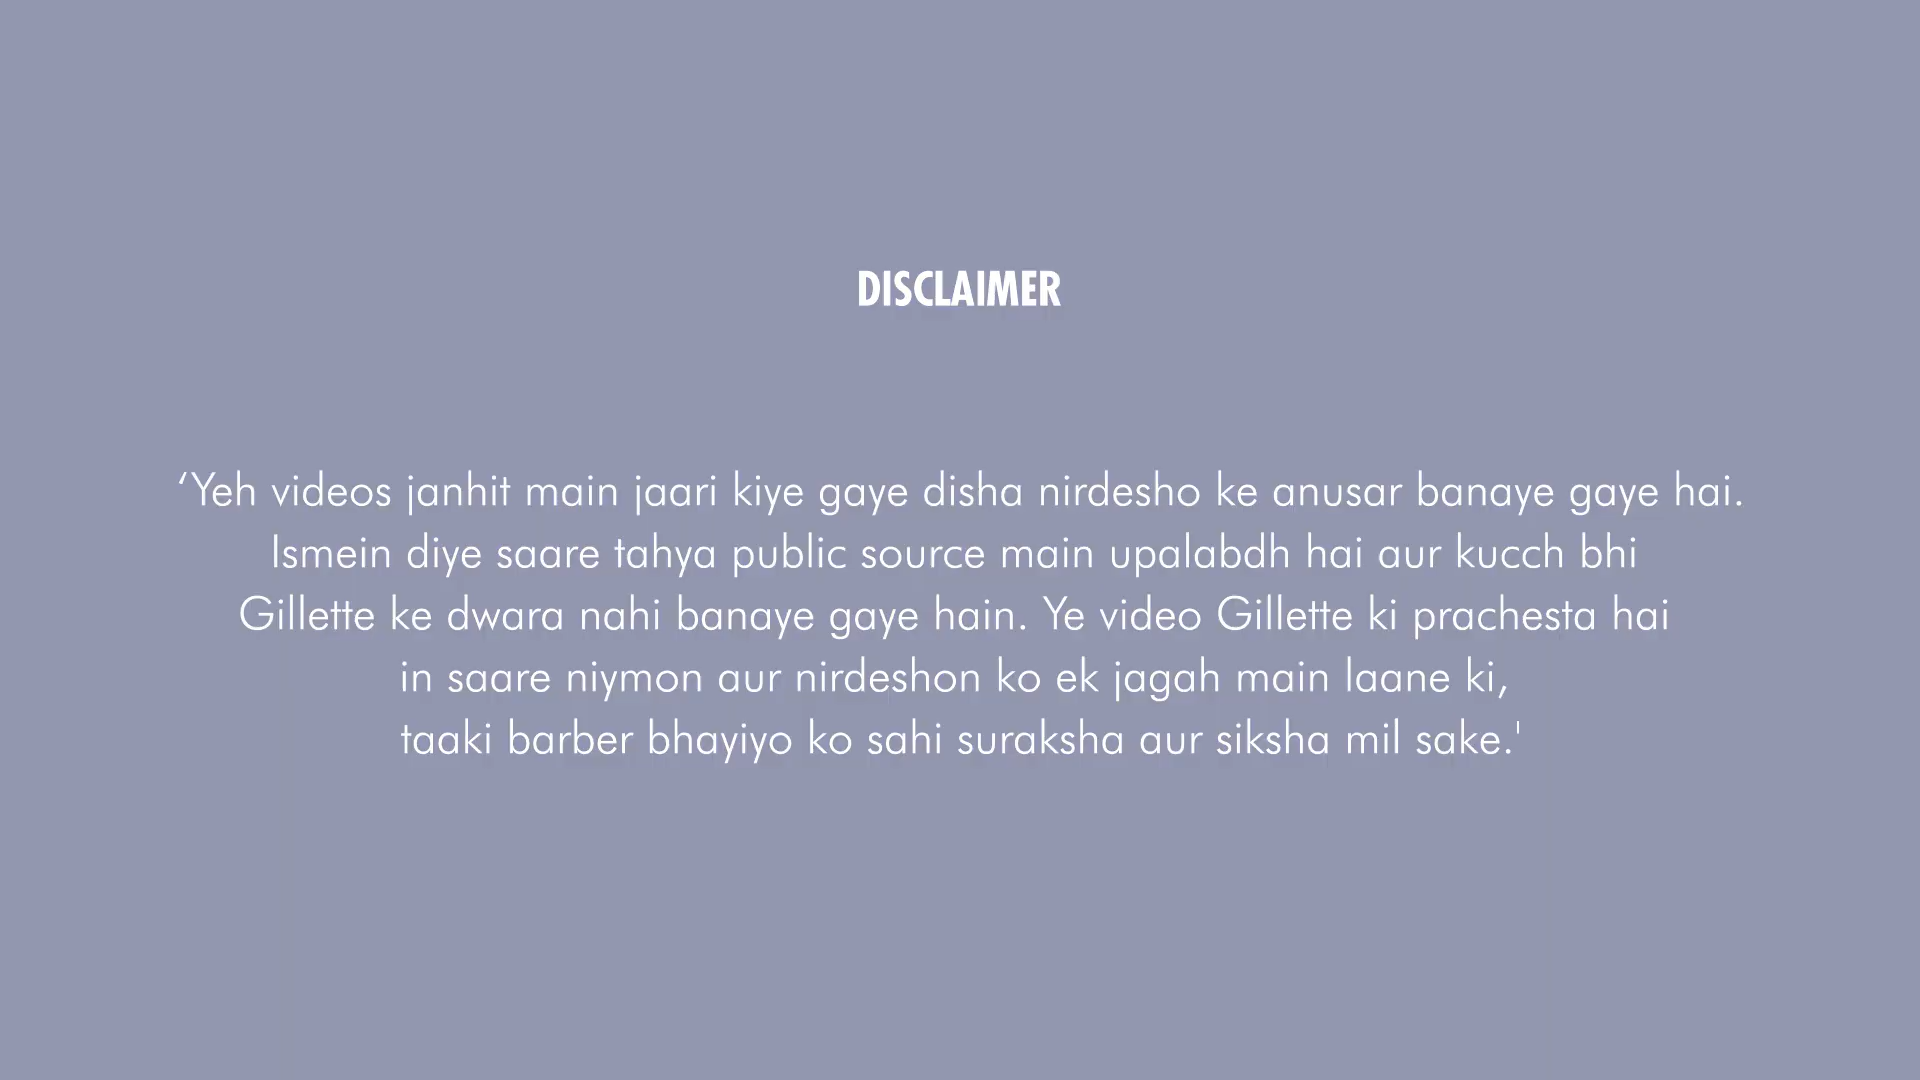 DISCLAIMER
‘Yeh videos janhit main jaari kiye gaye disha nirdesho ke anusar banaye gaye hai.
Ismein diye saare tahya public source main upalabdh hai aur kucch bhi
Gillette ke dwara nahi banaye gaye hain. Ye video Gillette ki prachesta hai
in saare niymon aur nirdeshon ko ek jagah main laane ki,
taaki barber bhayiyo ko sahi suraksha aur siksha mil sake.'